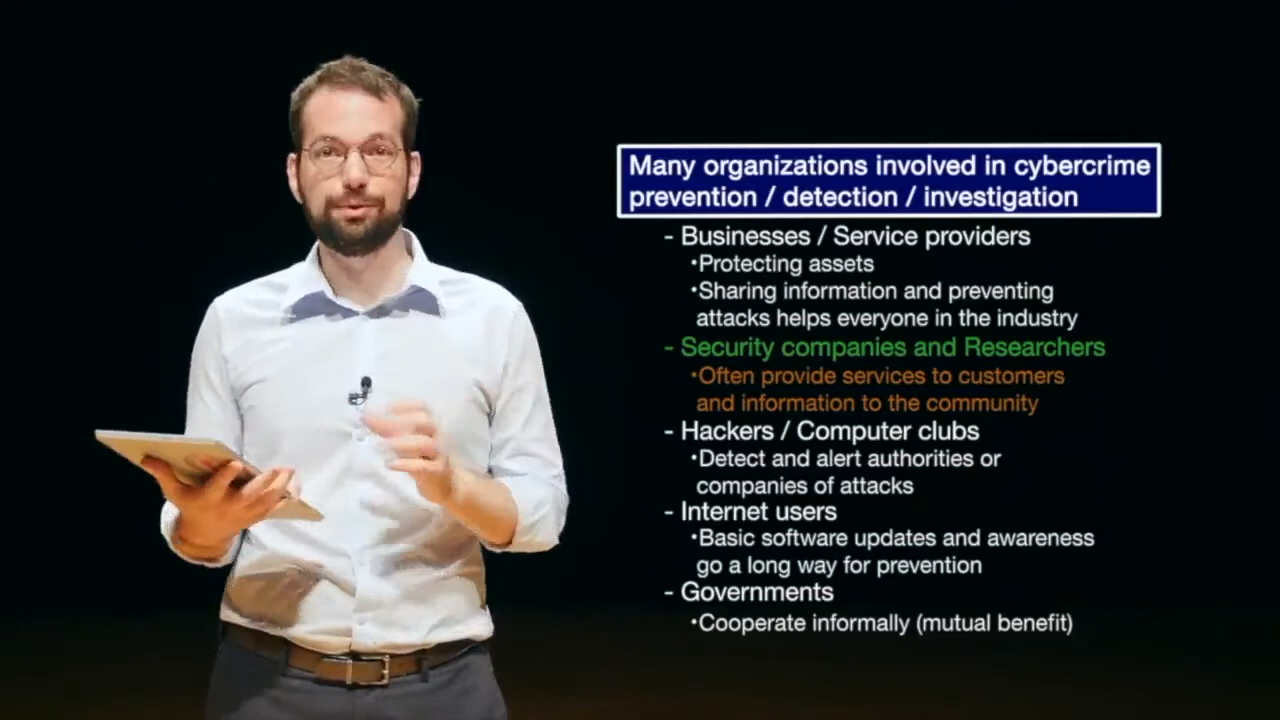 Many organizations involved in cybercrime
prevention / detection / investigation
- Businesses / Service providers
•Protecting assets
•Sharing information and preventing
attacks helps everyone in the industry
- Security companies and Researchers
•Often provide services to customers
and information to the community
- Hackers / Computer clubs
•Detect and alert authorities or
companies of attacks
- Internet users
•Basic software updates and awareness
go a long way for prevention
- Governments
•Cooperate informally (mutual benefit)